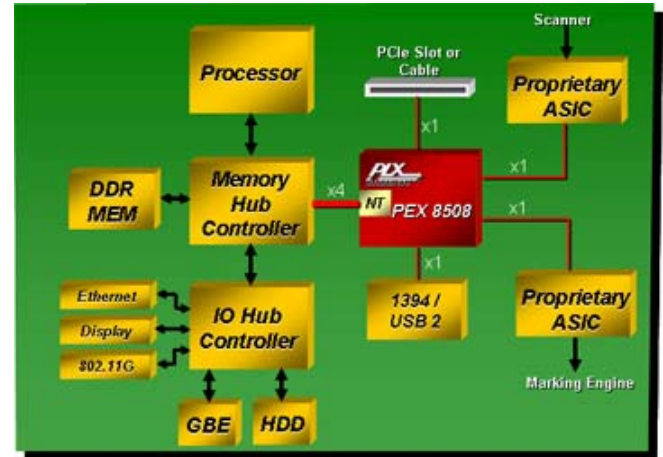 Scanner
PCIe Slot or
Cable
Processor
Proprietary
ASIC
x1
x1
PLX
DDR
MEM
Memory
Hub
Controller
x4
NT
PEX 8508
x1
x1
Ethernet
Display
802.11G
IO Hub
Controller
1394 /
USB 2
Proprietary
ASIC
GBE
HDD
Marking Engine